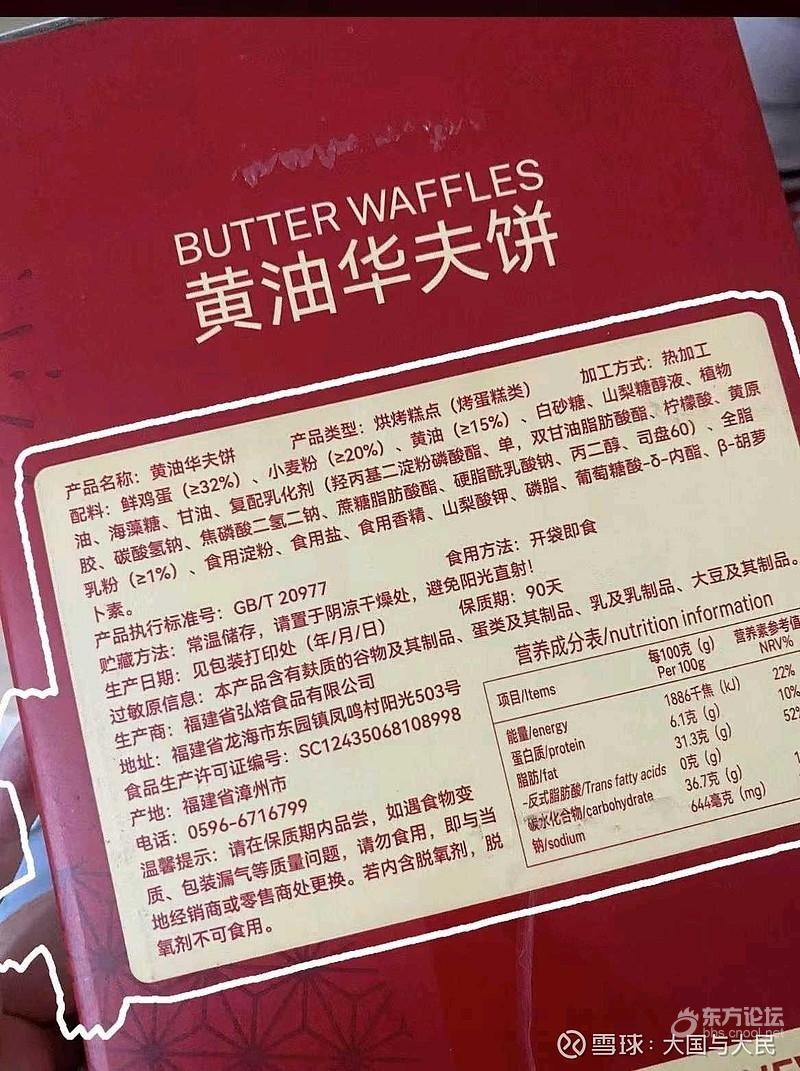 BUTTER WAFFLES
黄油华夫饼
产品名称：黄油华夫饼
产品类型：烘烤糕点（烤蛋糕类）
加工方式：热加工
配料：鲜鸡蛋（≥32%）、小麦粉（≥20%）、黄油（≥15%）、白砂糖、山梨糖醇液、植物
油、海藻糖、甘油、复配乳化剂（羟丙基二淀粉磷酸酯、单，双甘油脂肪酸酯、柠檬酸、黄原
胶、碳酸氢钠、焦磷酸二氢二钠、蔗糖脂肪酸酯、硬脂酰乳酸钠、丙二醇、司盘60）、全脂
乳粉（≥1%）、食用淀粉、食用盐、食用香精、山梨酸钾、磷脂、葡萄糖酸-δ-内酯、β-胡萝
卜素。
产品执行标准号：GB/T 20977
食用方法：开袋即食
贮藏方法：常温储存，请置于阴凉干燥处，避免阳光直射！
生产日期：见包装打印处（年/月/日）
保质期：90天
过敏原信息：本产品含有麸质的谷物及其制品、蛋类及其制品、乳及乳制品、大豆及其制品。
生产商：福建省弘焙食品有限公司
地址：福建省龙海市东园镇凤鸣村阳光503号
食品生产许可证编号：SC12435068108998
产地：福建省漳州市
电话：0596-6716799
温馨提示：请在保质期内品尝，如遇食物变
质、包装漏气等质量问题，请勿食用，即与当
地经销商或零售商处更换。若内含脱氧剂，脱
氧剂不可食用。
营养成分表/nutrition information
项目/Items 每100克（g） 营养素参考值
Per 100g NRV%
能量/energy 1886千焦（kJ） 22%
蛋白质/protein 6.1克（g） 10%
脂肪/fat 31.3克（g） 52%
-反式脂肪酸/Trans fatty acids 0克（g）
碳水化合物/carbohydrate 36.7克（g）
钠/sodium 644毫克（mg）
东方论坛
bbs.cnool.net
雪球：大国与大民